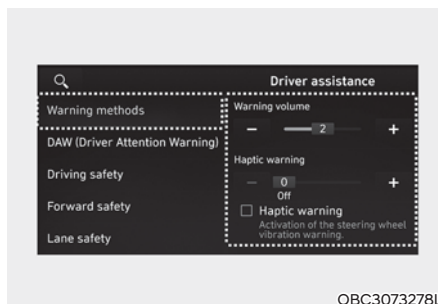 Driver assistance
Warning methods
DAW (Driver Attention Warning)
Driving safety
Forward safety
Lane safety
Warning volume
− 2 +
Haptic warning
− 0 +
Off
Haptic warning
Activation of the steering wheel
vibration warning.
OBC3073278L